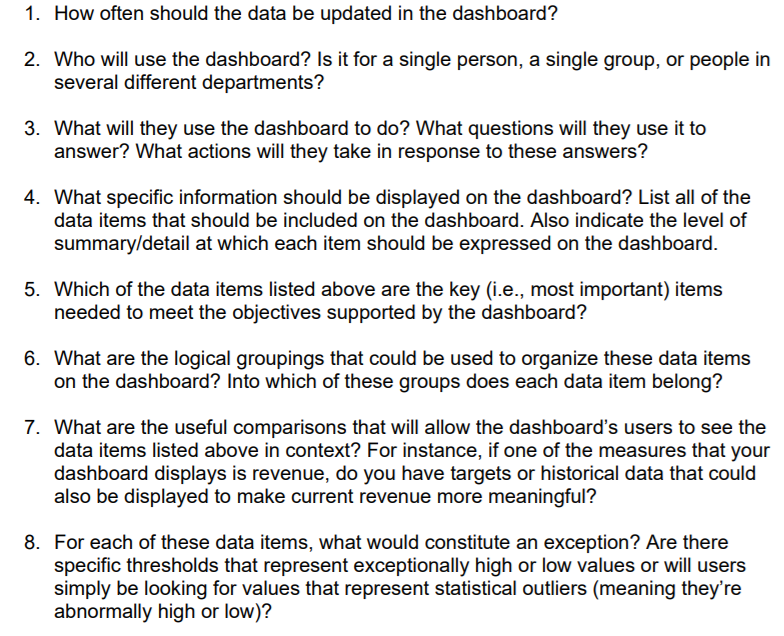 1. How often should the data be updated in the dashboard?
2. Who will use the dashboard? Is it for a single person, a single group, or people in
several different departments?
3. What will they use the dashboard to do? What questions will they use it to
answer? What actions will they take in response to these answers?
4. What specific information should be displayed on the dashboard? List all of the
data items that should be included on the dashboard. Also indicate the level of
summary/detail at which each item should be expressed on the dashboard.
5. Which of the data items listed above are the key (i.e., most important) items
needed to meet the objectives supported by the dashboard?
6. What are the logical groupings that could be used to organize these data items
on the dashboard? Into which of these groups does each data item belong?
7. What are the useful comparisons that will allow the dashboard’s users to see the
data items listed above in context? For instance, if one of the measures that your
dashboard displays is revenue, do you have targets or historical data that could
also be displayed to make current revenue more meaningful?
8. For each of these data items, what would constitute an exception? Are there
specific thresholds that represent exceptionally high or low values or will users
simply be looking for values that represent statistical outliers (meaning they’re
abnormally high or low)?